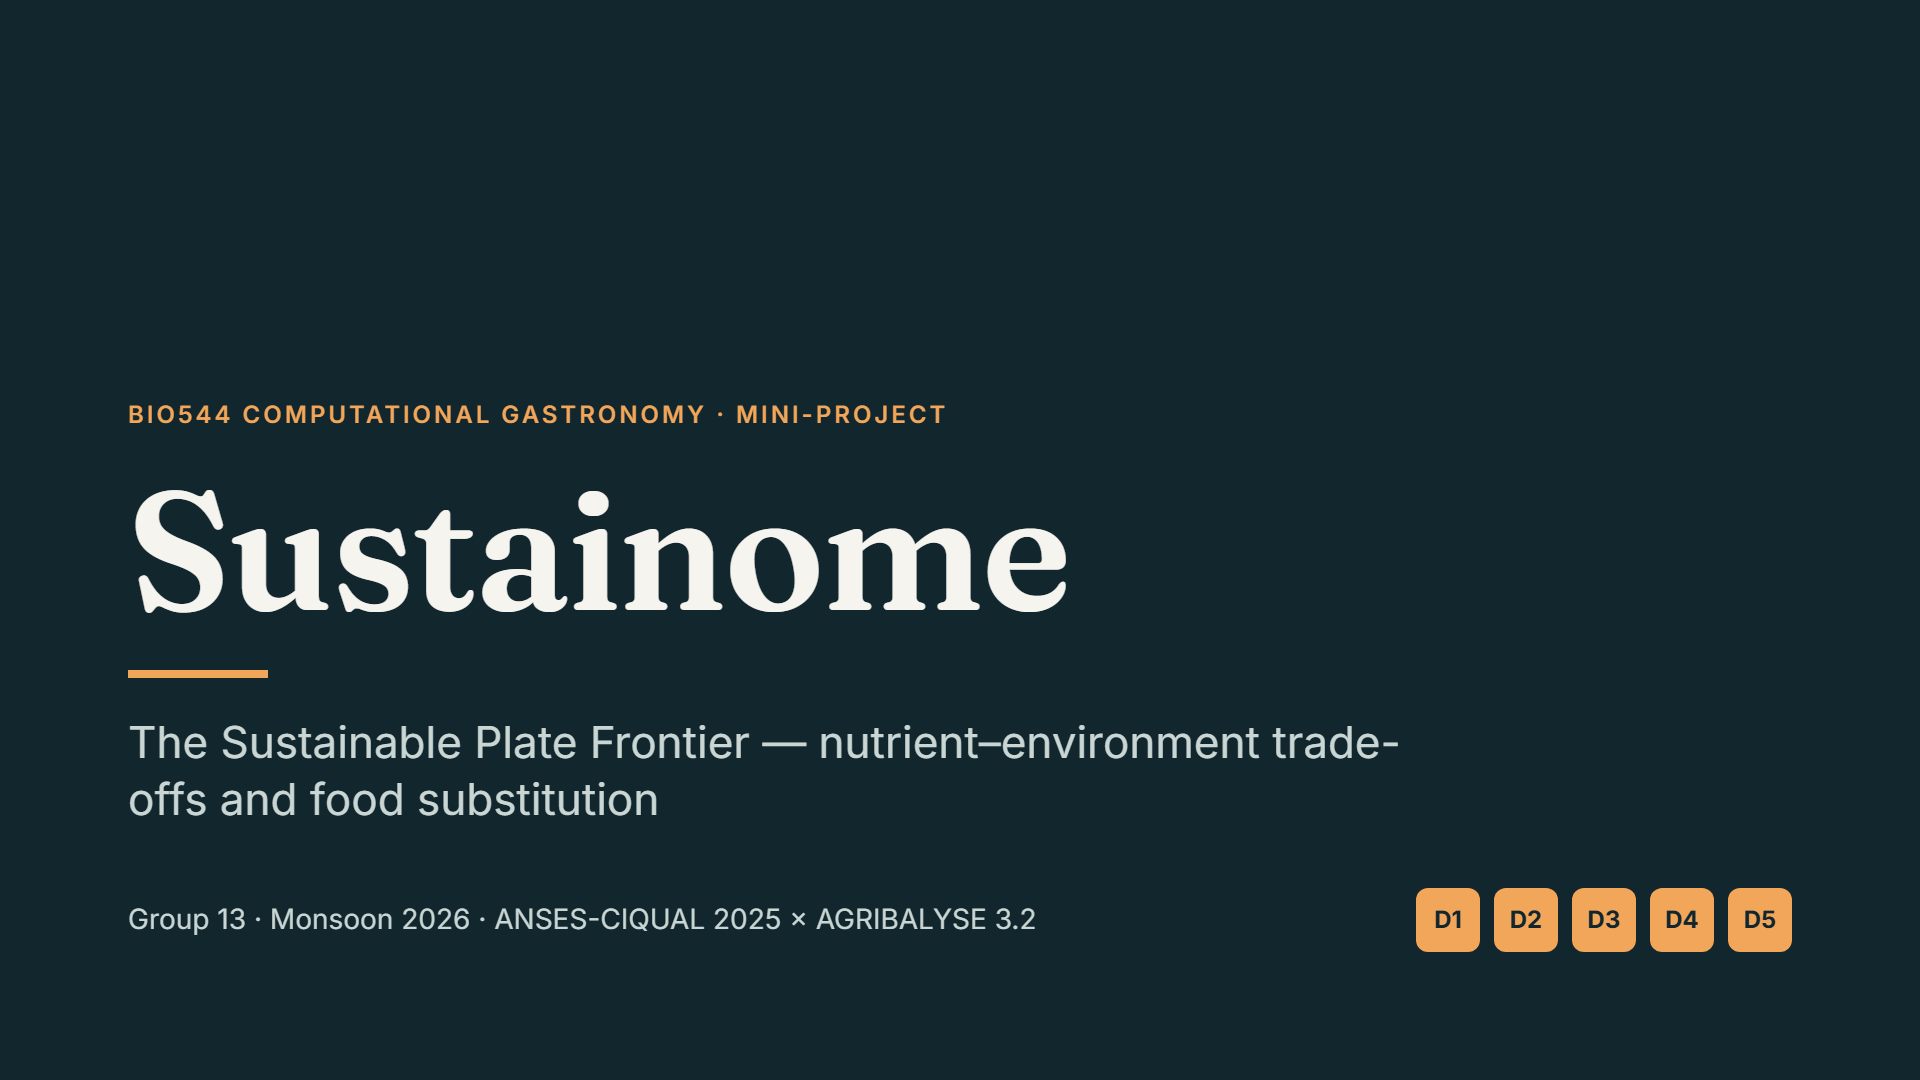 BIO544 COMPUTATIONAL GASTRONOMY · MINI-PROJECT
Sustainome
The Sustainable Plate Frontier — nutrient–environment trade-
offs and food substitution
Group 13 · Monsoon 2026 · ANSES-CIQUAL 2025 × AGRIBALYSE 3.2
D1 D2 D3 D4 D5